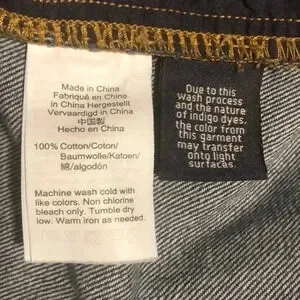 Made in China
Fabriqué en Chine
in China Hergestellt
Vervaardigd in China
中国製
Hecho en China
100% Cotton/Coton/
Baumwolle/Katoen/
綿/algodón
Machine wash cold with
like colors. Non chlorine
bleach only. Tumble dry
low. Warm iron as needed.
Due to this
wash process
and the nature
of indigo dyes,
the color from
this garment
may transfer
onto light
surfaces.